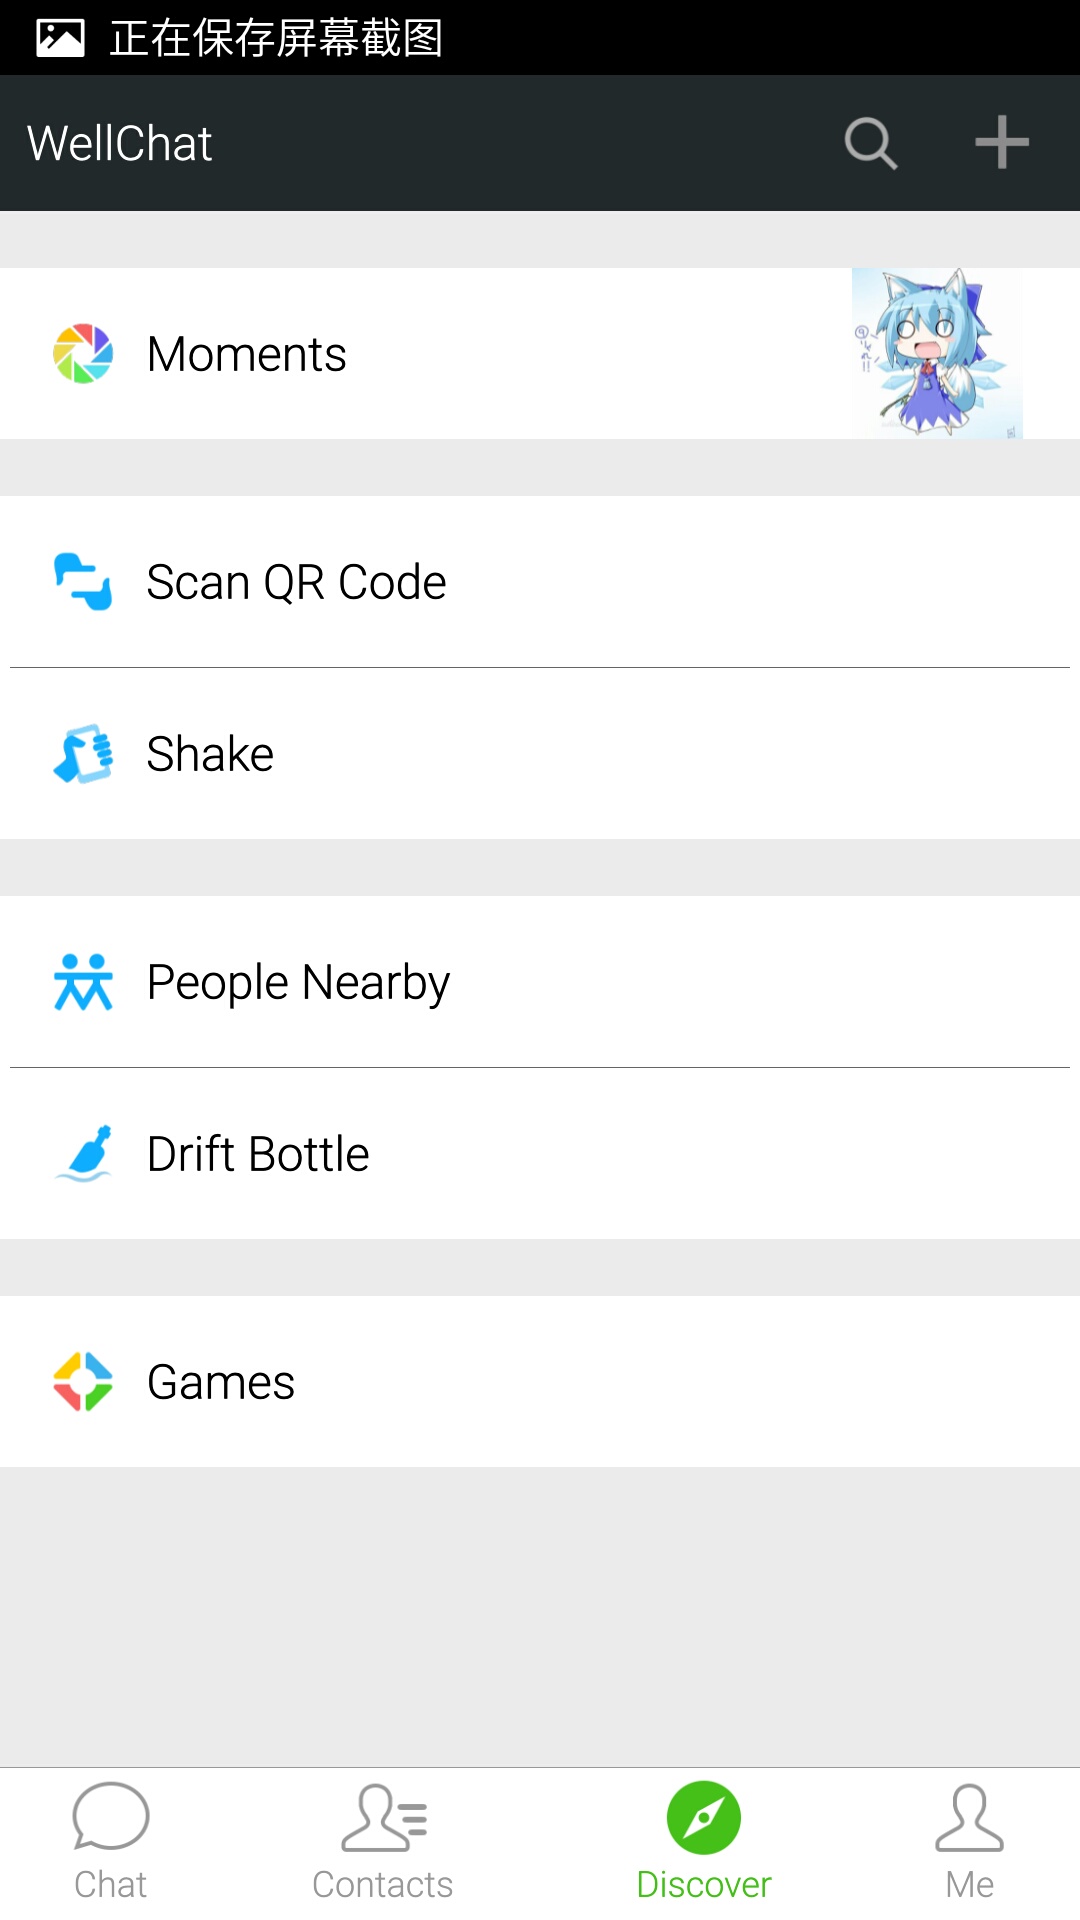 正在保存屏幕截图
WellChat
Moments
Scan QR Code
Shake
People Nearby
Drift Bottle
Games
Chat
Contacts
Discover
Me